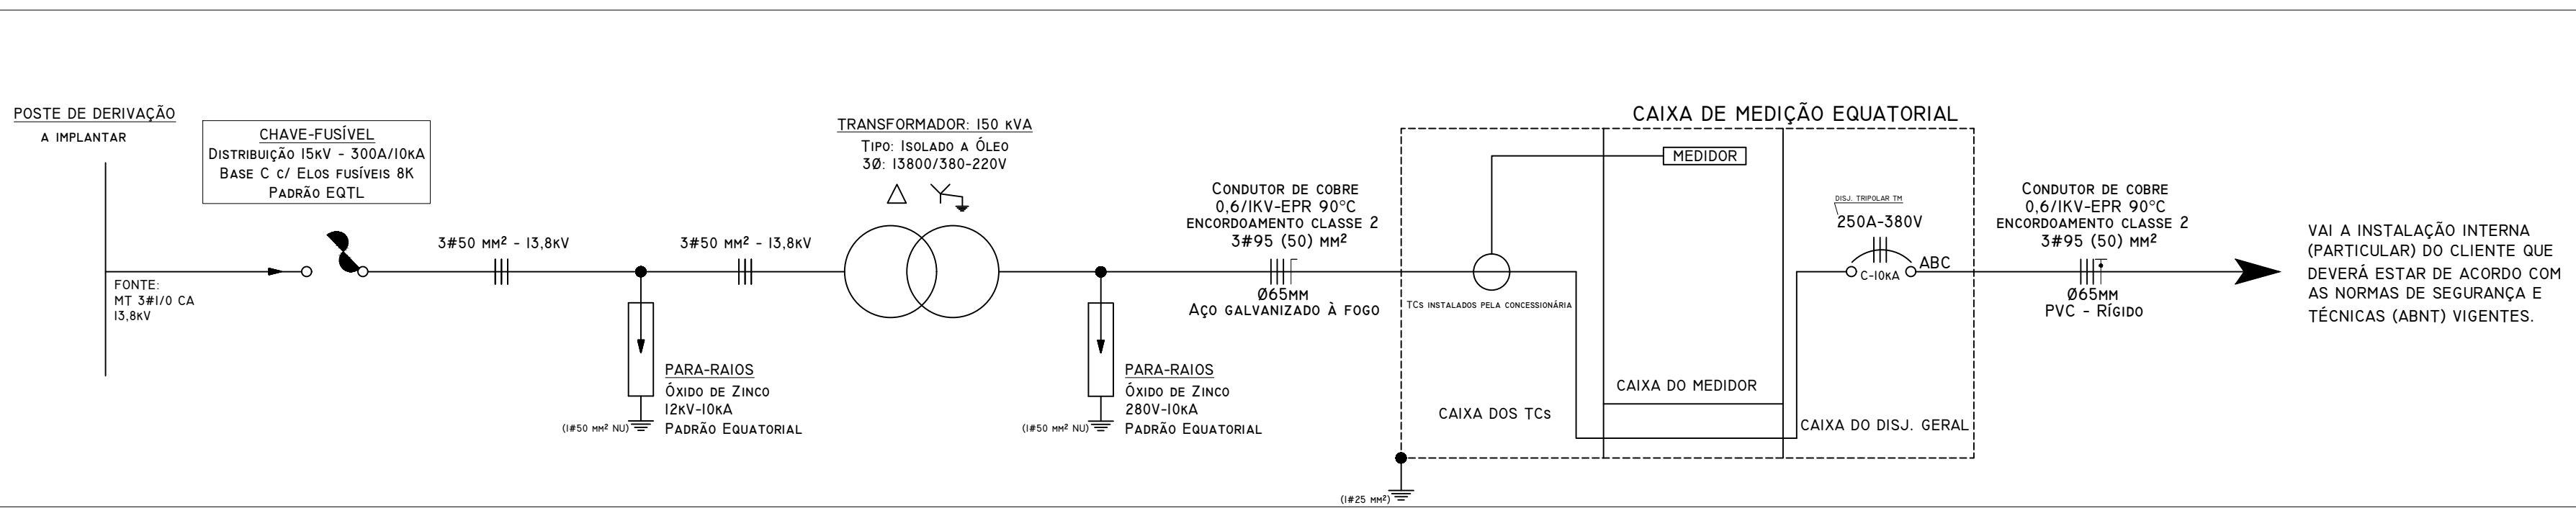 POSTE DE DERIVAÇÃO
A IMPLANTAR
FONTE:
MT 3#1/0 CA
13,8KV
CHAVE-FUSÍVEL
DISTRIBUIÇÃO 15KV - 300A/10KA
BASE C C/ ELOS FUSÍVEIS 8K
PADRÃO EQTL
3#50 MM² - 13,8KV
PARA-RAIOS
ÓXIDO DE ZINCO
12KV-10KA
PADRÃO EQUATORIAL
(1#50 MM² NU)
3#50 MM² - 13,8KV
TRANSFORMADOR: 150 KVA
TIPO: ISOLADO A ÓLEO
3Ø: 13800/380-220V
PARA-RAIOS
ÓXIDO DE ZINCO
280V-10KA
PADRÃO EQUATORIAL
(1#50 MM² NU)
CONDUTOR DE COBRE
0,6/1KV-EPR 90°C
ENCORDOAMENTO CLASSE 2
3#95 (50) MM²
Ø65MM
AÇO GALVANIZADO À FOGO
CAIXA DE MEDIÇÃO EQUATORIAL
MEDIDOR
TCS INSTALADOS PELA CONCESSIONÁRIA
CAIXA DOS TCS
CAIXA DO MEDIDOR
DISJ. TRIPOLAR TM
250A-380V
C-10KA
ABC
CAIXA DO DISJ. GERAL
(1#25 MM²)
CONDUTOR DE COBRE
0,6/1KV-EPR 90°C
ENCORDOAMENTO CLASSE 2
3#95 (50) MM²
Ø65MM
PVC - RÍGIDO
VAI A INSTALAÇÃO INTERNA
(PARTICULAR) DO CLIENTE QUE
DEVERÁ ESTAR DE ACORDO COM
AS NORMAS DE SEGURANÇA E
TÉCNICAS (ABNT) VIGENTES.